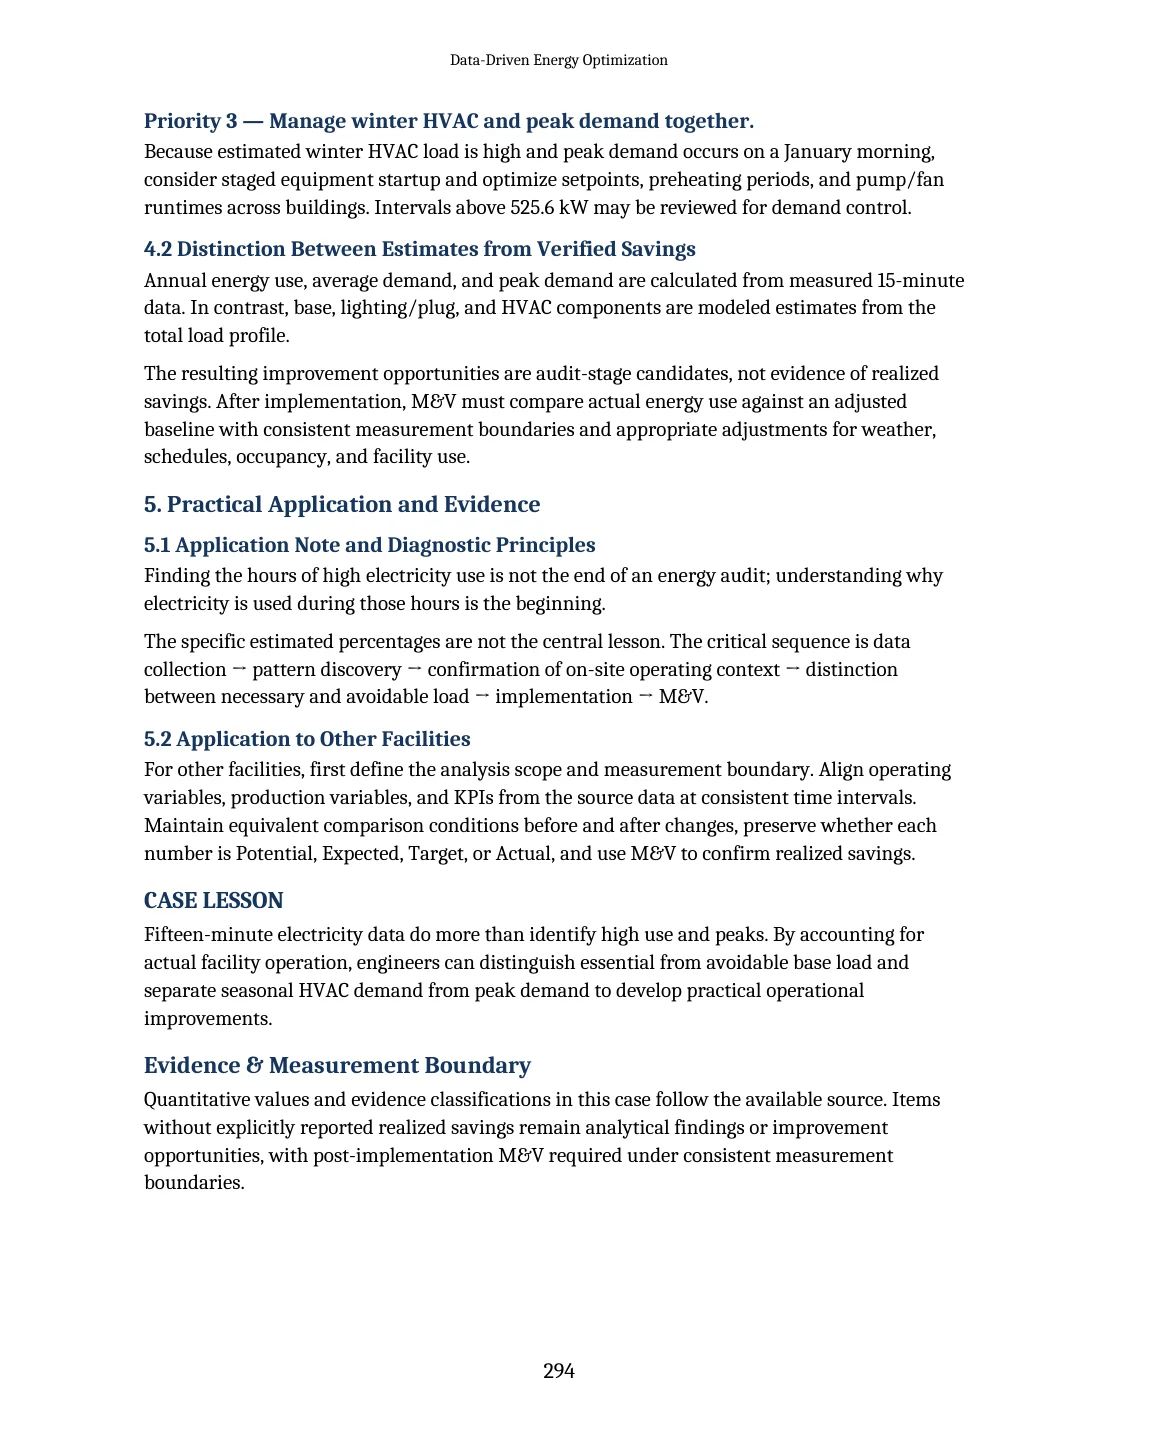 Data-Driven Energy Optimization
Priority 3 — Manage winter HVAC and peak demand together.
Because estimated winter HVAC load is high and peak demand occurs on a January morning,
consider staged equipment startup and optimize setpoints, preheating periods, and pump/fan
runtimes across buildings. Intervals above 525.6 kW may be reviewed for demand control.
4.2 Distinction Between Estimates from Verified Savings
Annual energy use, average demand, and peak demand are calculated from measured 15-minute
data. In contrast, base, lighting/plug, and HVAC components are modeled estimates from the
total load profile.
The resulting improvement opportunities are audit-stage candidates, not evidence of realized
savings. After implementation, M&V must compare actual energy use against an adjusted
baseline with consistent measurement boundaries and appropriate adjustments for weather,
schedules, occupancy, and facility use.
5. Practical Application and Evidence
5.1 Application Note and Diagnostic Principles
Finding the hours of high electricity use is not the end of an energy audit; understanding why
electricity is used during those hours is the beginning.
The specific estimated percentages are not the central lesson. The critical sequence is data
collection → pattern discovery → confirmation of on-site operating context → distinction
between necessary and avoidable load → implementation → M&V.
5.2 Application to Other Facilities
For other facilities, first define the analysis scope and measurement boundary. Align operating
variables, production variables, and KPIs from the source data at consistent time intervals.
Maintain equivalent comparison conditions before and after changes, preserve whether each
number is Potential, Expected, Target, or Actual, and use M&V to confirm realized savings.
CASE LESSON
Fifteen-minute electricity data do more than identify high use and peaks. By accounting for
actual facility operation, engineers can distinguish essential from avoidable base load and
separate seasonal HVAC demand from peak demand to develop practical operational
improvements.
Evidence & Measurement Boundary
Quantitative values and evidence classifications in this case follow the available source. Items
without explicitly reported realized savings remain analytical findings or improvement
opportunities, with post-implementation M&V required under consistent measurement
boundaries.
294